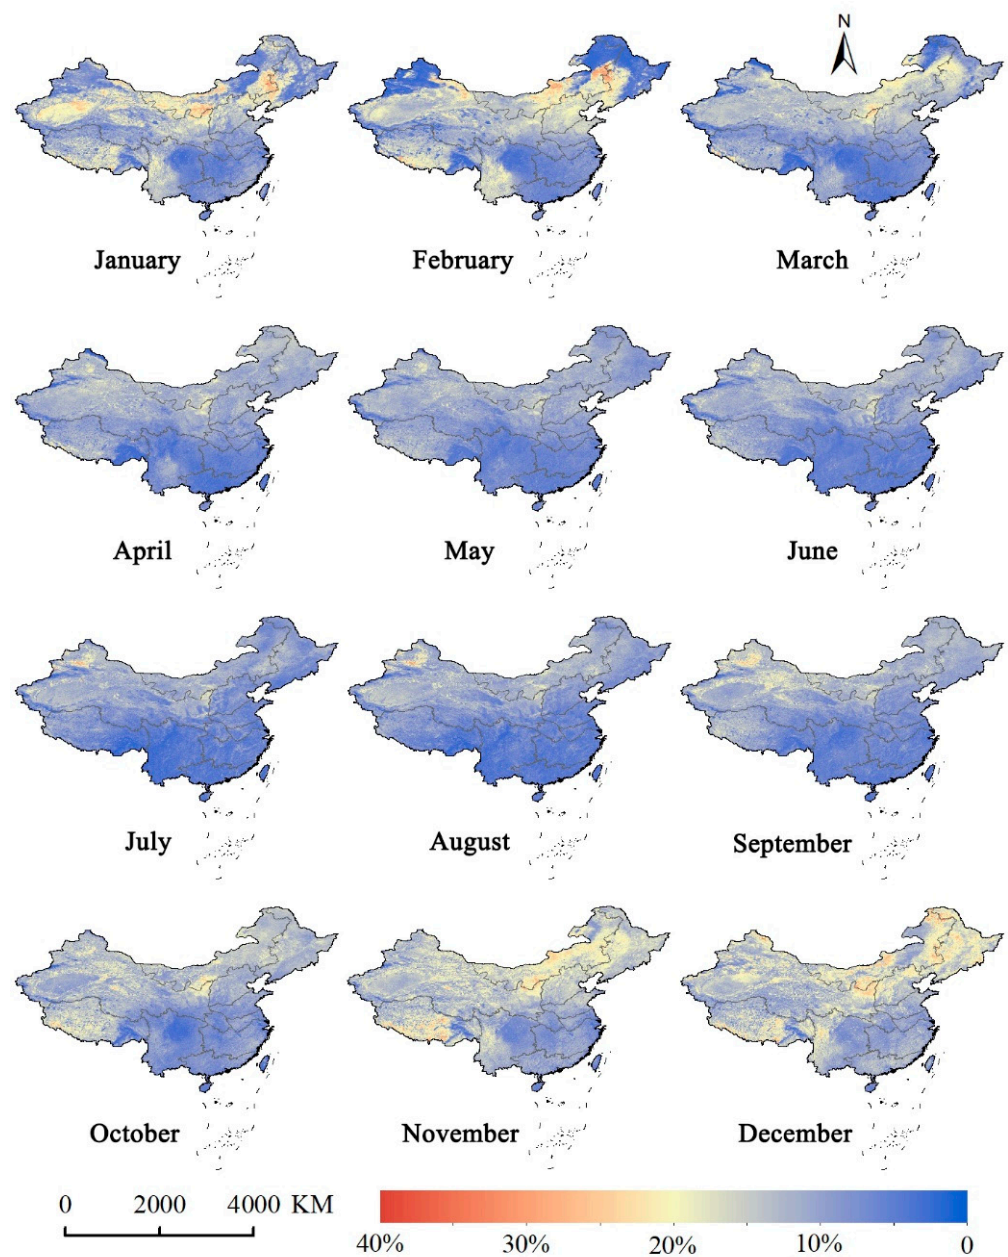 N
January February March
April May June
July August September
October November December
0 2000 4000 KM
40% 30% 20% 10% 0